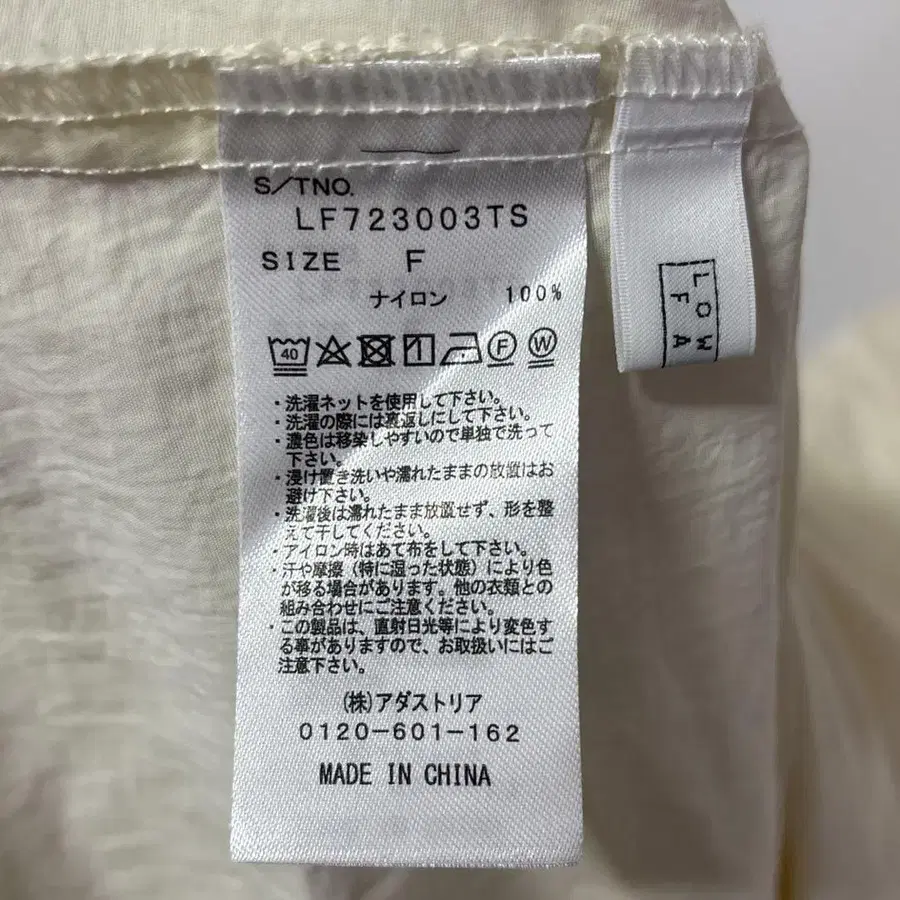 S/TNO.
LF723003TS
SIZE F
ナイロン 100%
40 1 F W
・洗濯ネットを使用して下さい。
・洗濯の際には裏返しにして下さい。
・濃色は移染しやすいので単独で洗って
下さい。
・浸け置き洗いや濡れたままの放置はお
避け下さい。
・洗濯後は濡れたまま放置せず、形を整
えて干してください。
・アイロン時はあて布をして下さい。
・汗や摩擦（特に湿った状態）により色
が移る場合があります。他の衣類との
組み合わせにご注意ください。
・この製品は、直射日光等により変色す
る事がありますので、お取扱いにはご
注意下さい。
(株)アダストリア
0120-601-162
MADE IN CHINA
LOW
FA